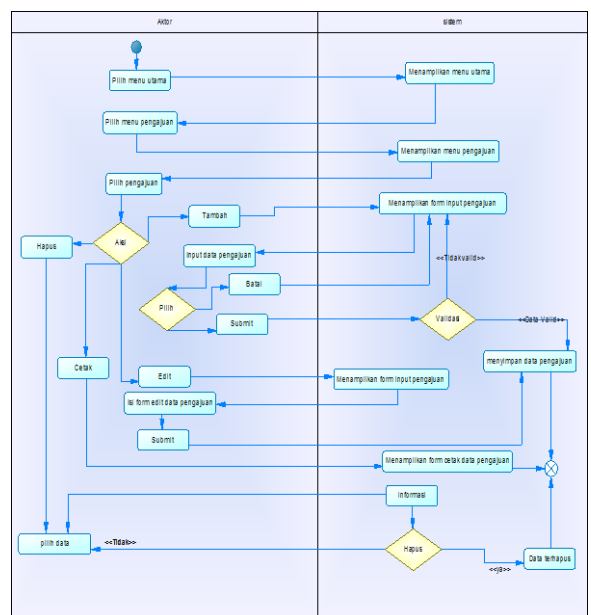 Aktor
sistem
Pilih menu utama
Menampilkan menu utama
Pilih menu pengajuan
Menampilkan menu pengajuan
Pilih pengajuan
Tambah
Menampilkan form input pengajuan
Aksi
Hapus
Input data pengajuan
<<Tidak valid>>
Batal
Pilih
Submit
Validasi
<<Data Valid>>
Cetak
menyimpan data pengajuan
Edit
Menampilkan form input pengajuan
Isi form edit data pengajuan
Submit
Menampilkan form cetak data pengajuan
Informasi
pilih data
<<Tidak>>
Hapus
<<ya>>
Data terhapus